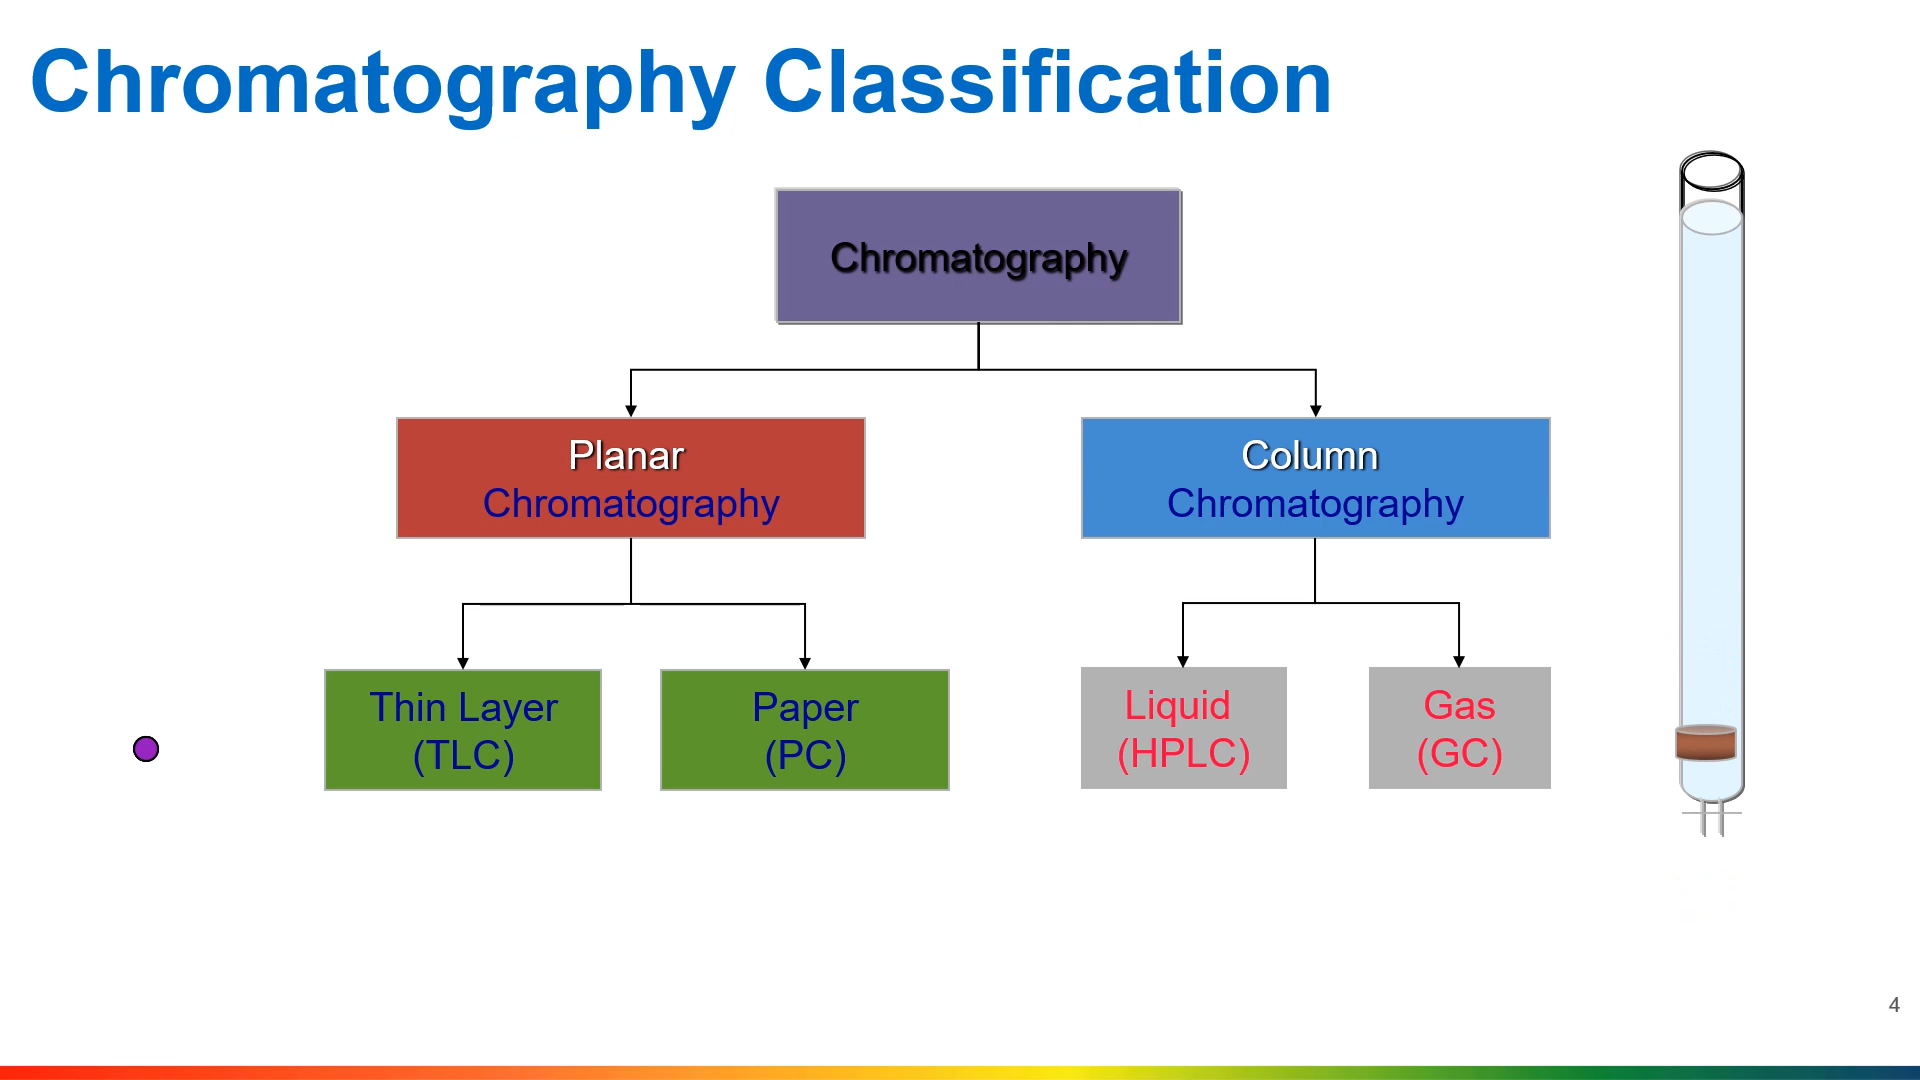 Chromatography Classification
Chromatography
Planar
Chromatography
Column
Chromatography
Thin Layer
(TLC)
Paper
(PC)
Liquid
(HPLC)
Gas
(GC)
4